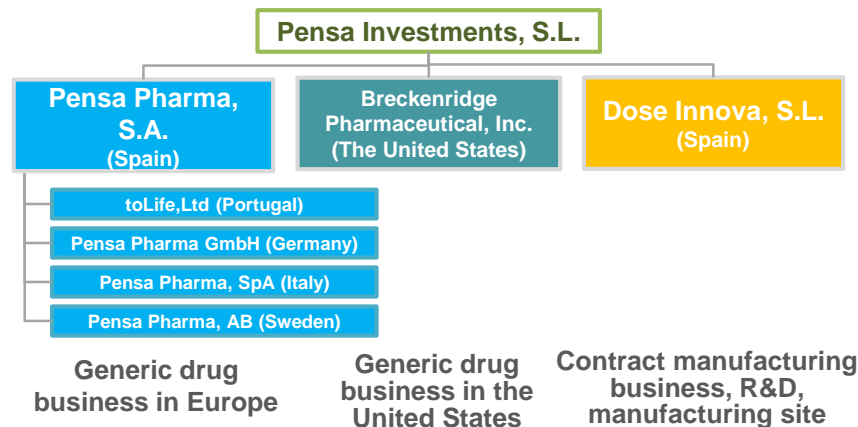 Pensa Investments, S.L.
Pensa Pharma,
S.A.
(Spain)
Breckenridge
Pharmaceutical, Inc.
(The United States)
Dose Innova, S.L.
(Spain)
toLife,Ltd (Portugal)
Pensa Pharma GmbH (Germany)
Pensa Pharma, SpA (Italy)
Pensa Pharma, AB (Sweden)
Generic drug
business in Europe
Generic drug
business in the
United States
Contract manufacturing
business, R&D,
manufacturing site